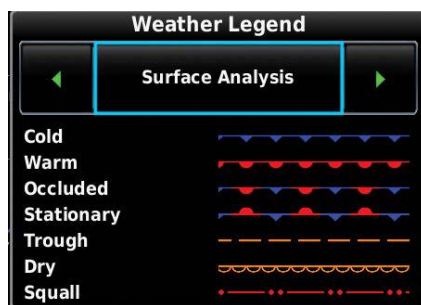 Weather Legend
Surface Analysis
Cold
Warm
Occluded
Stationary
Trough
Dry
Squall